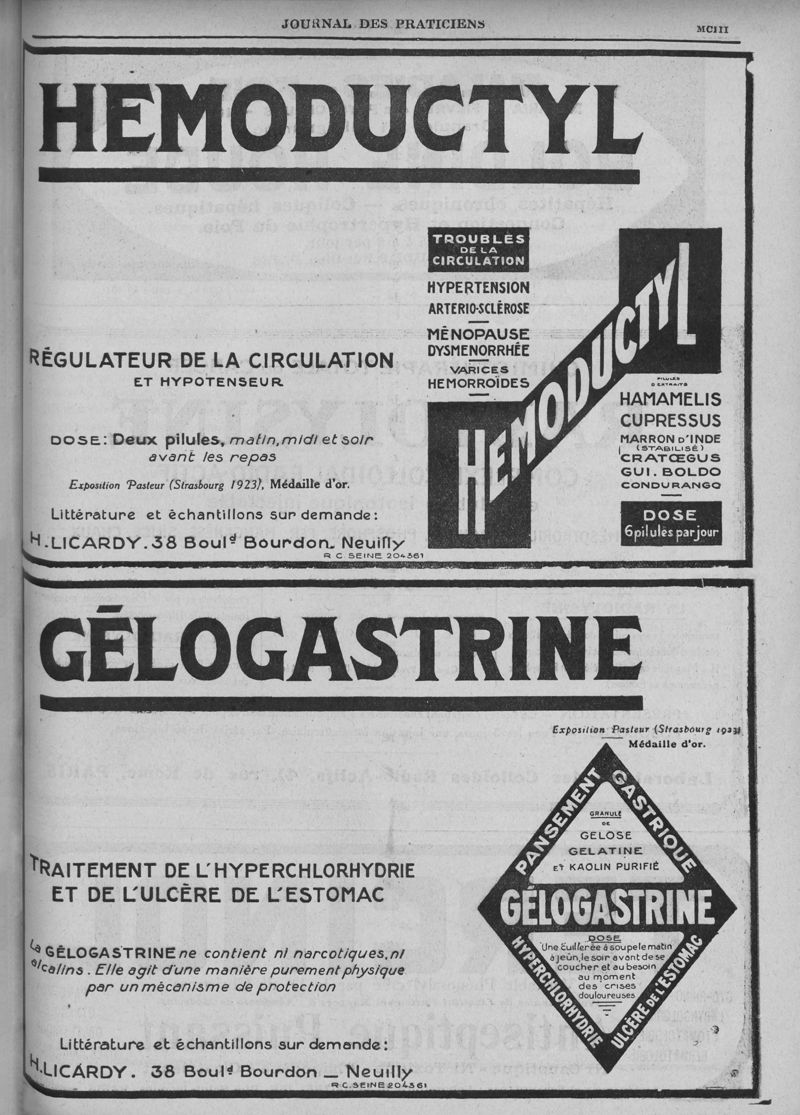 JOURNAL DES PRATICIENS
MCIII
HEMODUCTYL
TROUBLES
DE LA
CIRCULATION
HYPERTENSION
ARTERIO-SCLÉROSE
MÉNOPAUSE
DYSMENORRHÉE
VARICES
HEMORROÏDES
HEMODUCTYL
PILULES
D'EXTRAITS
HAMAMELIS
CUPRESSUS
MARRON D'INDE
(STABILISÉ)
CRATŒGUS
GUI. BOLDO
CONDURANGO
DOSE
6 pilules par jour
RÉGULATEUR DE LA CIRCULATION
ET HYPOTENSEUR
DOSE: Deux pilules, matin, midi et soir
avant les repas
Exposition Pasteur (Strasbourg 1923), Médaille d'or.
Littérature et échantillons sur demande:
H. LICARDY. 38 Boulᵈ Bourdon. Neuilly
R. C. SEINE 204361
GÉLOGASTRINE
Exposition Pasteur (Strasbourg 1923)
Médaille d'or.
PANSEMENT GASTRIQUE
GRANULÉ
DE
GELOSE
GELATINE
ET KAOLIN PURIFIÉ
GÉLOGASTRINE
DOSE
Une cuillerée à soupe le matin
à jeûn, le soir avant de se
coucher et au besoin
au moment
des crises
douloureuses
HYPERCHLORHYDRIE
ULCÈRE DE L'ESTOMAC
TRAITEMENT DE L'HYPERCHLORHYDRIE
ET DE L'ULCÈRE DE L'ESTOMAC
La GÉLOGASTRINE ne contient ni narcotiques, ni
alcalins. Elle agit d'une manière purement physique
par un mécanisme de protection
Littérature et échantillons sur demande:
H. LICARDY. 38 Boulᵈ Bourdon _ Neuilly
R. C. SEINE 204361